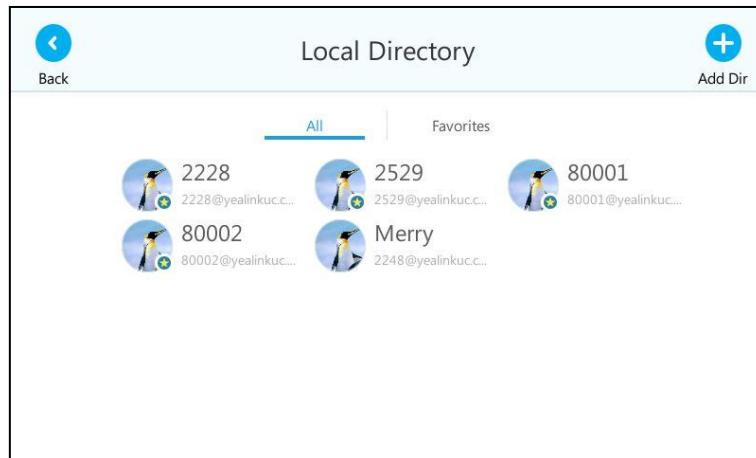 Local Directory
Back
Add Dir
All Favorites
2228 2529 80001
2228@yealinkuc.c... 2529@yealinkuc.c... 80001@yealinkuc....
80002 Merry
80002@yealinkuc.... 2248@yealinkuc.c...